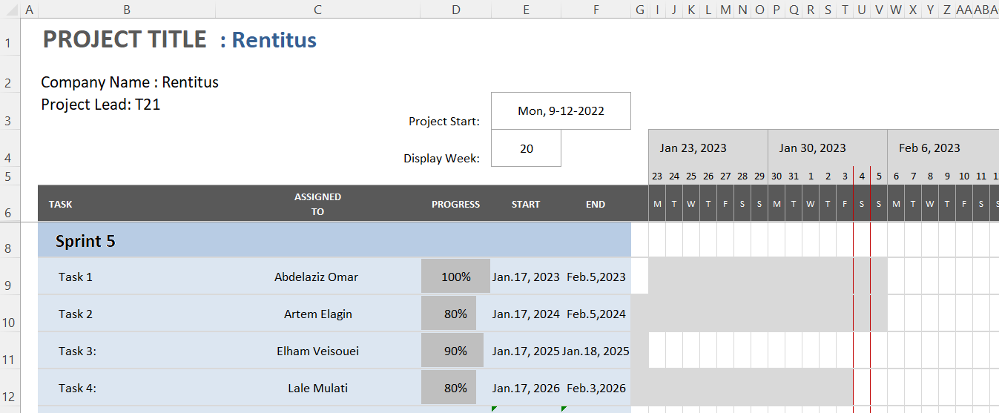 A B C D E F G I J K L M N O P Q R S T U V W X Y Z AA AB A
1 PROJECT TITLE : Rentitus
2 Company Name : Rentitus
Project Lead: T21
3 Project Start: Mon, 9-12-2022
4 Display Week: 20 Jan 23, 2023 Jan 30, 2023 Feb 6, 2023
5 23 24 25 26 27 28 29 30 31 1 2 3 4 5 6 7 8 9 10 11 1
6 TASK ASSIGNED TO PROGRESS START END M T W T F S S M T W T F S S M T W T F S S
8 Sprint 5
9 Task 1 Abdelaziz Omar 100% Jan.17, 2023 Feb.5,2023
10 Task 2 Artem Elagin 80% Jan.17, 2024 Feb.5,2024
11 Task 3: Elham Veisouei 90% Jan.17, 2025 Jan.18, 2025
12 Task 4: Lale Mulati 80% Jan.17, 2026 Feb.3,2026